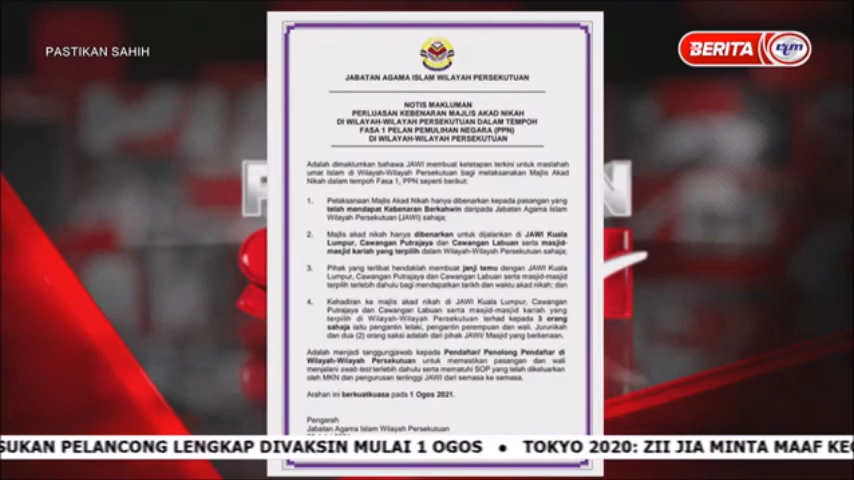 PASTIKAN SAHIH
BERITA
JABATAN AGAMA ISLAM WILAYAH PERSEKUTUAN
NOTIS MAKLUMAN
PERLUASAN KEBENARAN MAJLIS AKAD NIKAH
DI WILAYAH-WILAYAH PERSEKUTUAN DALAM TEMPOH
FASA 1 PELAN PEMULIHAN NEGARA (PPN)
DI WILAYAH-WILAYAH PERSEKUTUAN
Adalah dimaklumkan bahawa JAWI membuat ketetapan terkini untuk maslahah
umat Islam di Wilayah-Wilayah Persekutuan bagi melaksanakan Majlis Akad
Nikah dalam tempoh Fasa 1, PPN seperti berikut:
1. Pelaksanaan Majlis Akad Nikah hanya dibenarkan kepada pasangan yang
telah mendapat Kebenaran Berkahwin daripada Jabatan Agama Islam
Wilayah Persekutuan (JAWI) sahaja;
2. Majlis akad nikah hanya dibenarkan untuk dijalankan di JAWI Kuala
Lumpur, Cawangan Putrajaya dan Cawangan Labuan serta masjid-
masjid kariah yang terpilih dalam Wilayah-Wilayah Persekutuan sahaja;
3. Pihak yang terlibat hendaklah membuat janji temu dengan JAWI Kuala
Lumpur, Cawangan Putrajaya dan Cawangan Labuan serta masjid-masjid
terpilih terlebih dahulu bagi mendapatkan tarikh dan waktu akad nikah; dan
4. Kehadiran ke majlis akad nikah di JAWI Kuala Lumpur, Cawangan
Putrajaya dan Cawangan Labuan serta masjid-masjid kariah yang
terpilih di Wilayah-Wilayah Persekutuan terhad kepada 3 orang
sahaja iaitu pengantin lelaki, pengantin perempuan dan wali. Jurunikah
dan dua (2) orang saksi adalah dari pihak JAWI/ Masjid yang berkenaan.
Adalah menjadi tanggungjawab kepada Pendaftar/ Penolong Pendaftar di
Wilayah-Wilayah Persekutuan untuk memastikan pasangan dan wali
menjalani swab test terlebih dahulu serta mematuhi SOP yang telah dikeluarkan
oleh MKN dan pengurusan tertinggi JAWI dari semasa ke semasa.
Arahan ini berkuatkuasa pada 1 Ogos 2021.
Pengarah
Jabatan Agama Islam Wilayah Persekutuan
SUKAN PELANCONG LENGKAP DIVAKSIN MULAI 1 OGOS • TOKYO 2020: ZII JIA MINTA MAAF KEC